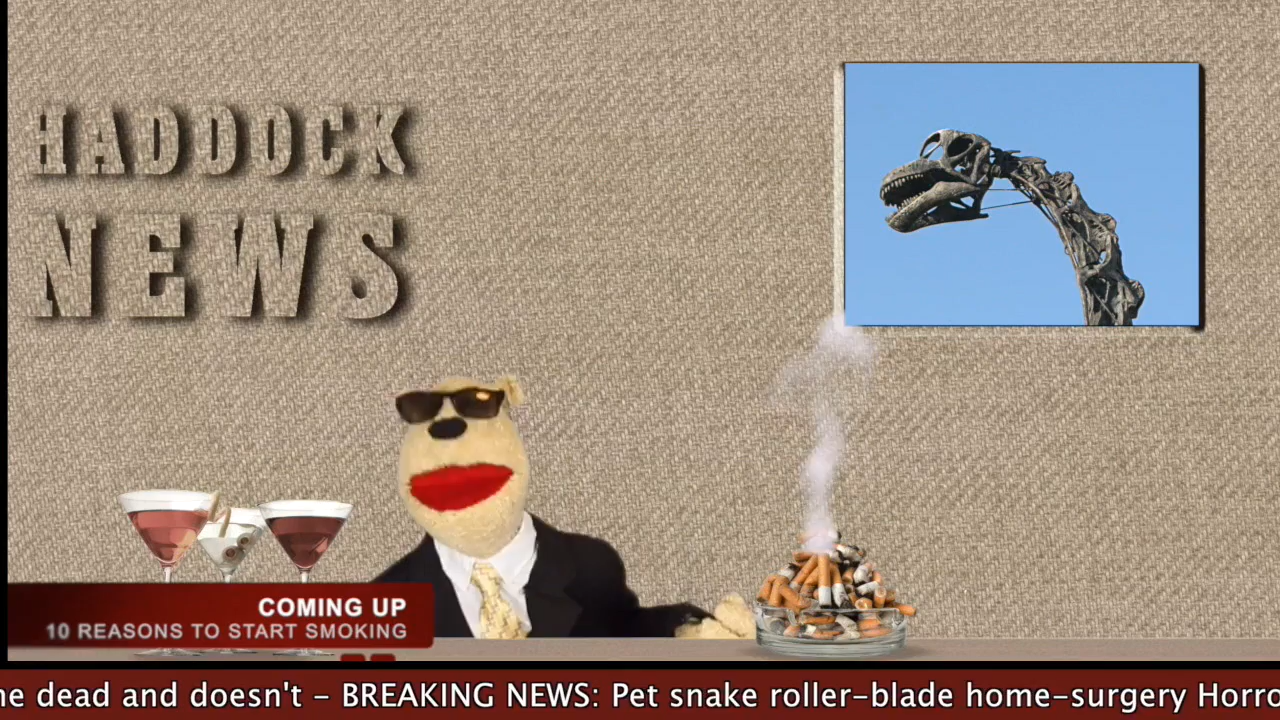 HADDOCK
NEWS
COMING UP
10 REASONS TO START SMOKING
dead and doesn't – BREAKING NEWS: Pet snake roller-blade home-surgery